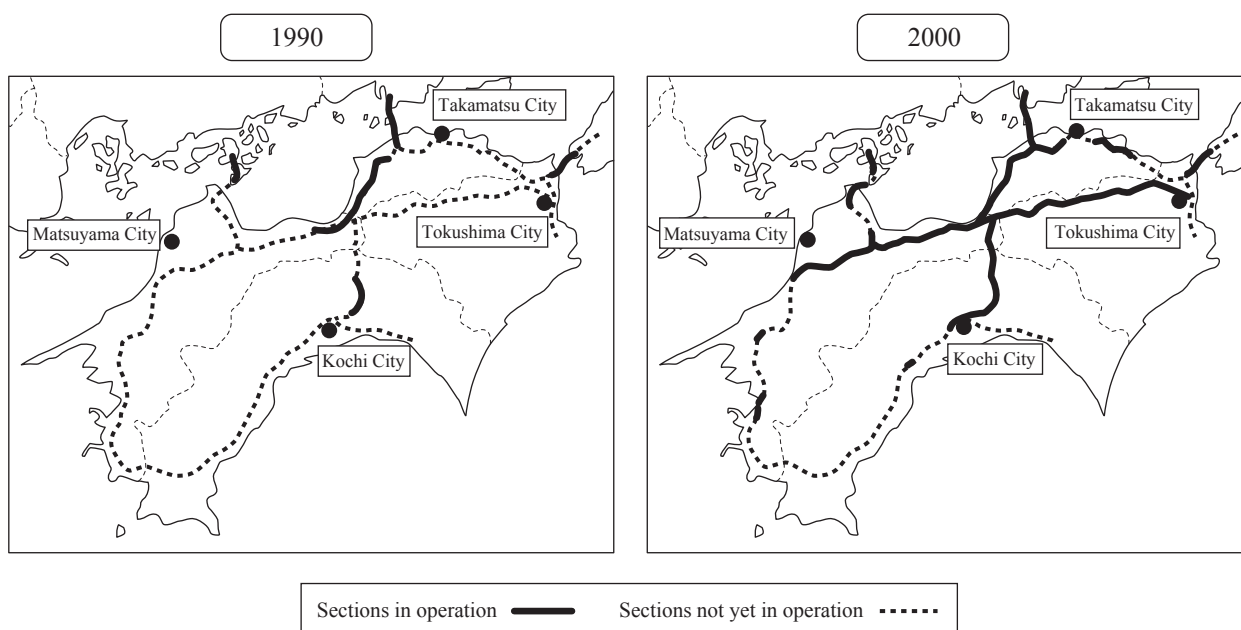 1990
2000
Takamatsu City
Matsuyama City
Tokushima City
Kochi City
Takamatsu City
Matsuyama City
Tokushima City
Kochi City
Sections in operation
Sections not yet in operation